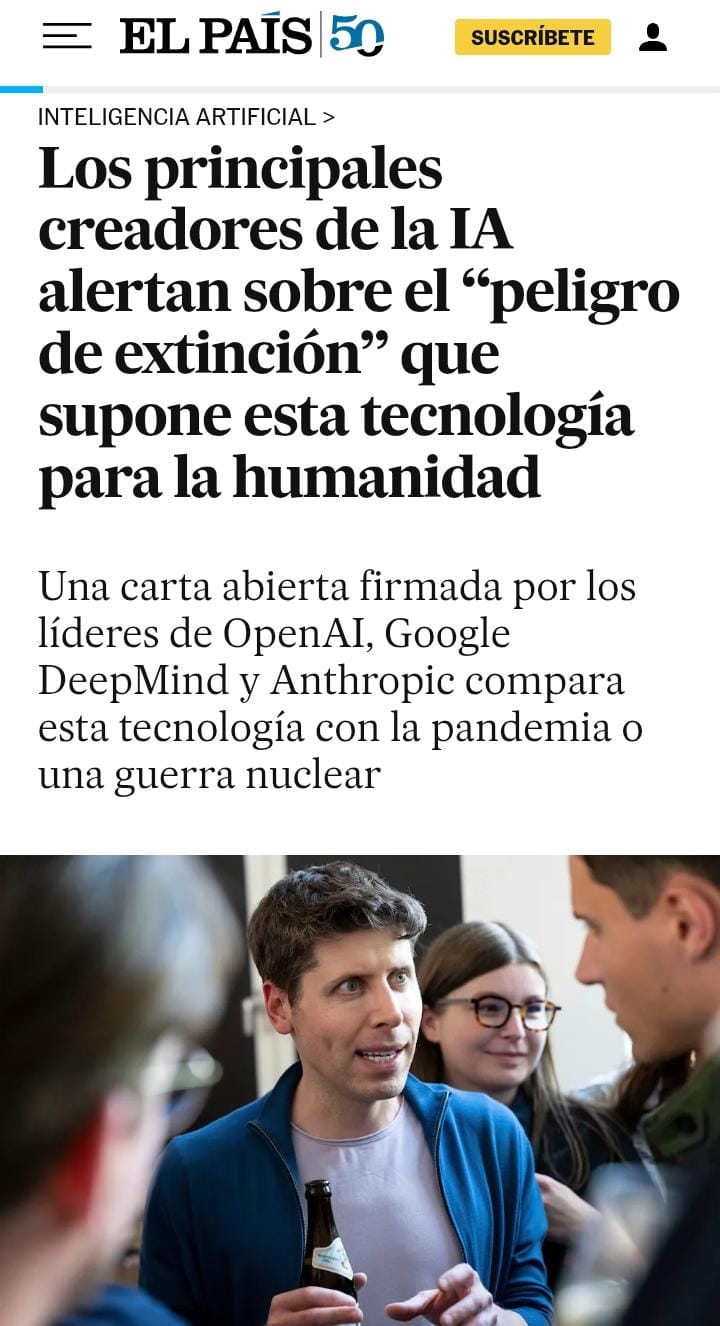 EL PAÍS 50
SUSCRÍBETE
INTELIGENCIA ARTIFICIAL >
Los principales
creadores de la IA
alertan sobre el “peligro
de extinción” que
supone esta tecnología
para la humanidad
Una carta abierta firmada por los
líderes de OpenAI, Google
DeepMind y Anthropic compara
esta tecnología con la pandemia o
una guerra nuclear